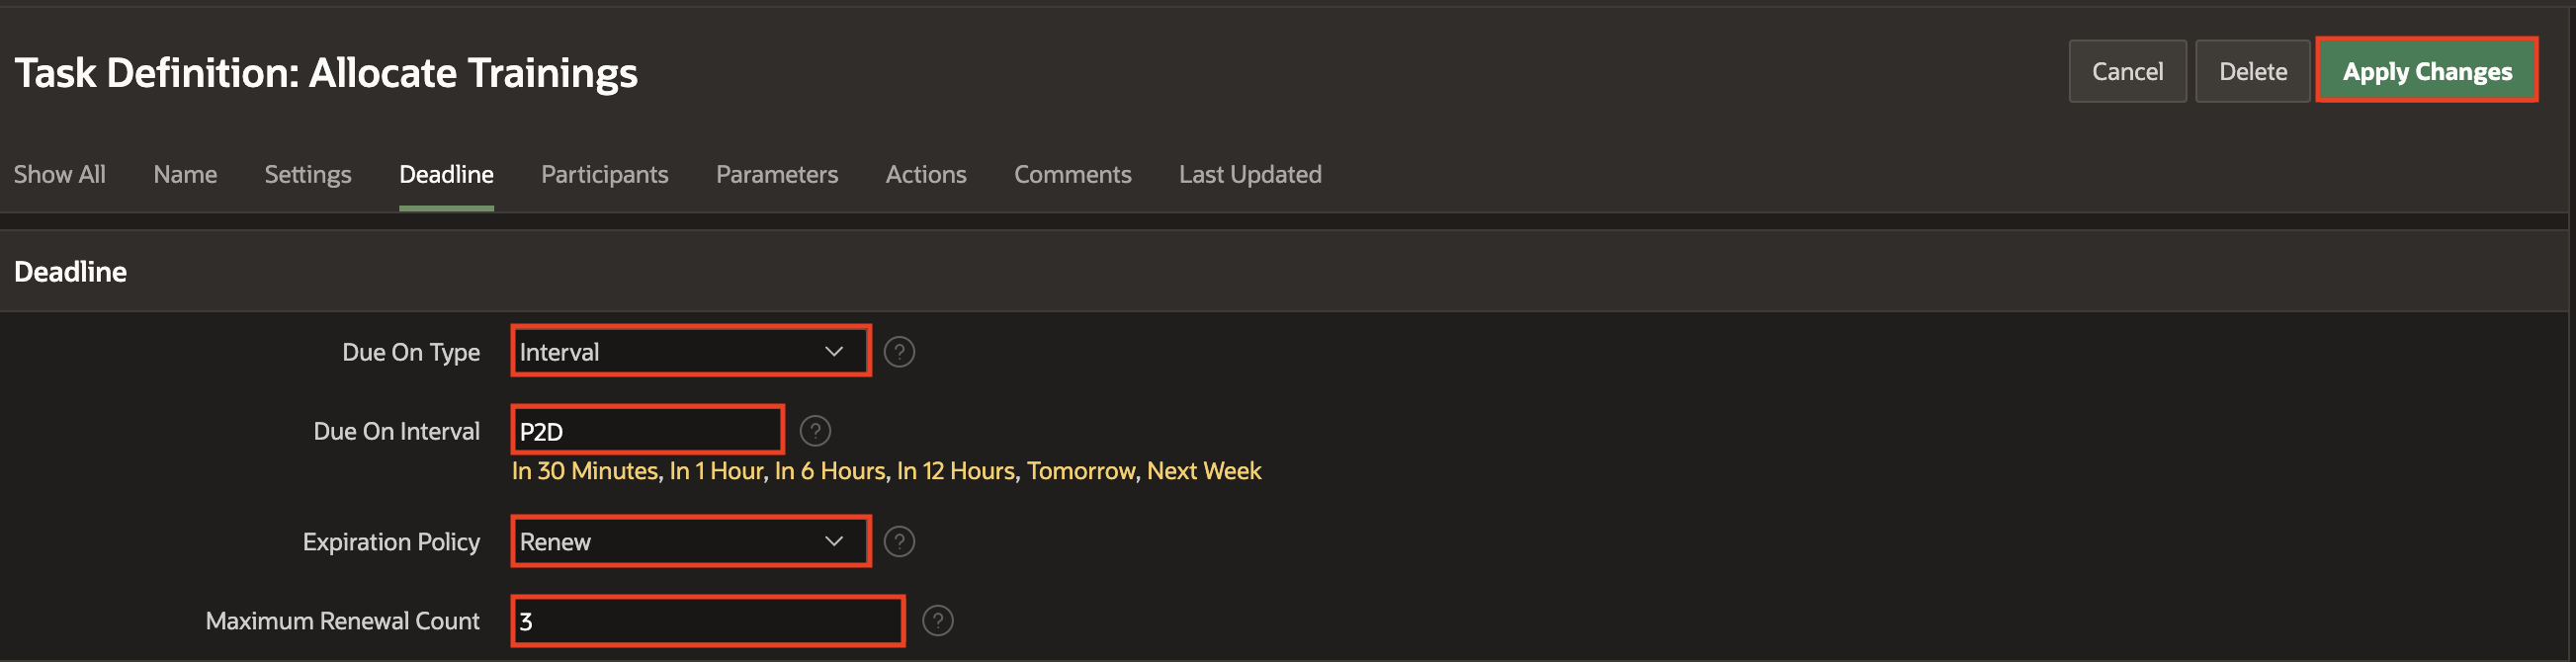 Task Definition: Allocate Trainings
Cancel Delete Apply Changes
Show All Name Settings Deadline Participants Parameters Actions Comments Last Updated
Deadline
Due On Type Interval ?
Due On Interval P2D ?
In 30 Minutes, In 1 Hour, In 6 Hours, In 12 Hours, Tomorrow, Next Week
Expiration Policy Renew ?
Maximum Renewal Count 3 ?